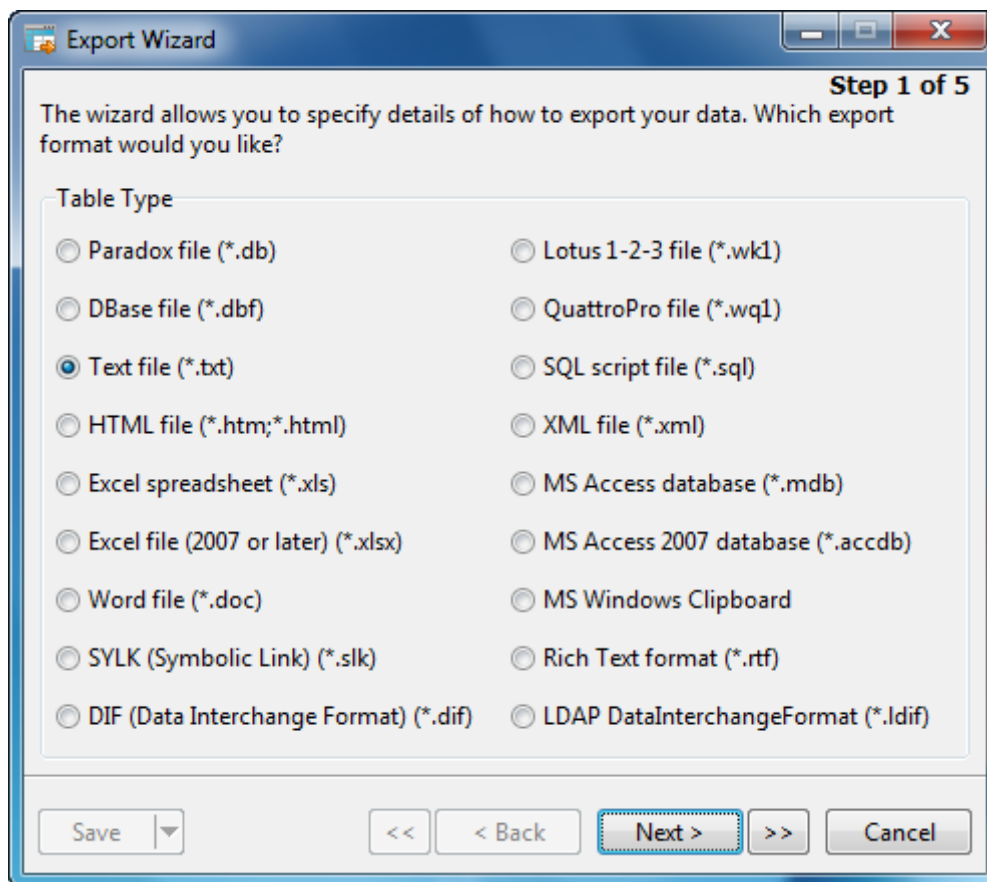 Export Wizard
Step 1 of 5
The wizard allows you to specify details of how to export your data. Which export
format would you like?
Table Type
Paradox file (*.db)
Lotus 1-2-3 file (*.wk1)
DBase file (*.dbf)
QuattroPro file (*.wq1)
Text file (*.txt)
SQL script file (*.sql)
HTML file (*.htm;*.html)
XML file (*.xml)
Excel spreadsheet (*.xls)
MS Access database (*.mdb)
Excel file (2007 or later) (*.xlsx)
MS Access 2007 database (*.accdb)
Word file (*.doc)
MS Windows Clipboard
SYLK (Symbolic Link) (*.slk)
Rich Text format (*.rtf)
DIF (Data Interchange Format) (*.dif)
LDAP DataInterchangeFormat (*.ldif)
Save << < Back Next > >> Cancel